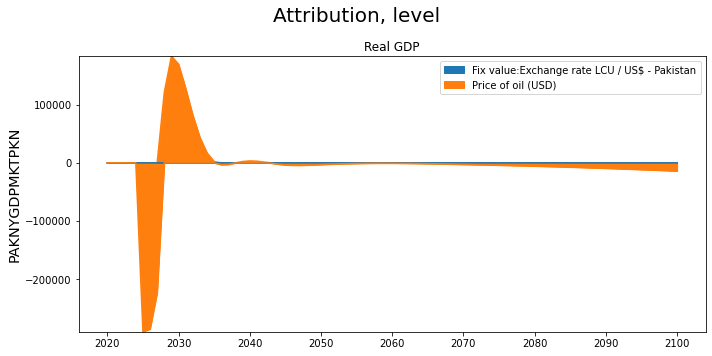 Attribution, level
Real GDP
Fix value:Exchange rate LCU / US$ - Pakistan
Price of oil (USD)
PAKNYGDPMKTPKN
100000
0
−100000
−200000
2020 2030 2040 2050 2060 2070 2080 2090 2100